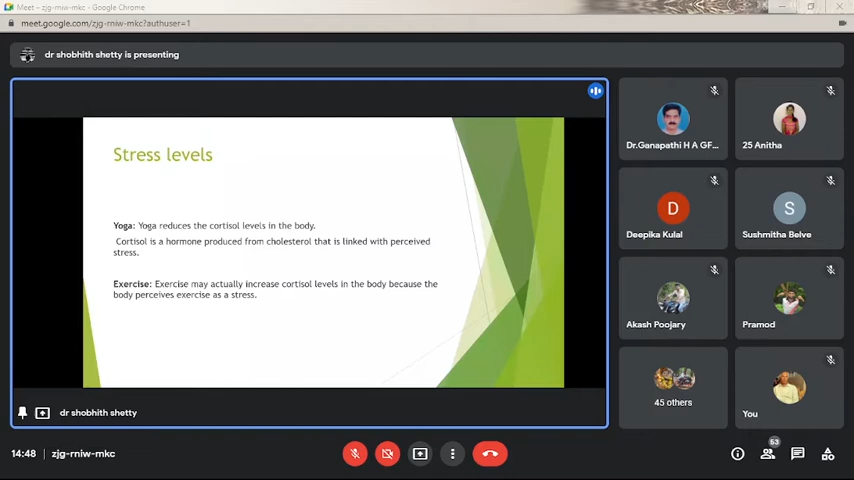 Meet – zjg-rniw-mkc - Google Chrome
meet.google.com/zjg-rniw-mkc?authuser=1
dr shobhith shetty is presenting
Stress levels
Yoga: Yoga reduces the cortisol levels in the body.
Cortisol is a hormone produced from cholesterol that is linked with perceived
stress.
Exercise: Exercise may actually increase cortisol levels in the body because the
body perceives exercise as a stress.
dr shobhith shetty
Dr.Ganapathi H A GF...
25 Anitha
D
Deepika Kulal
S
Sushmitha Belve
Akash Poojary
Pramod
45 others
You
14:48
zjg-rniw-mkc
53